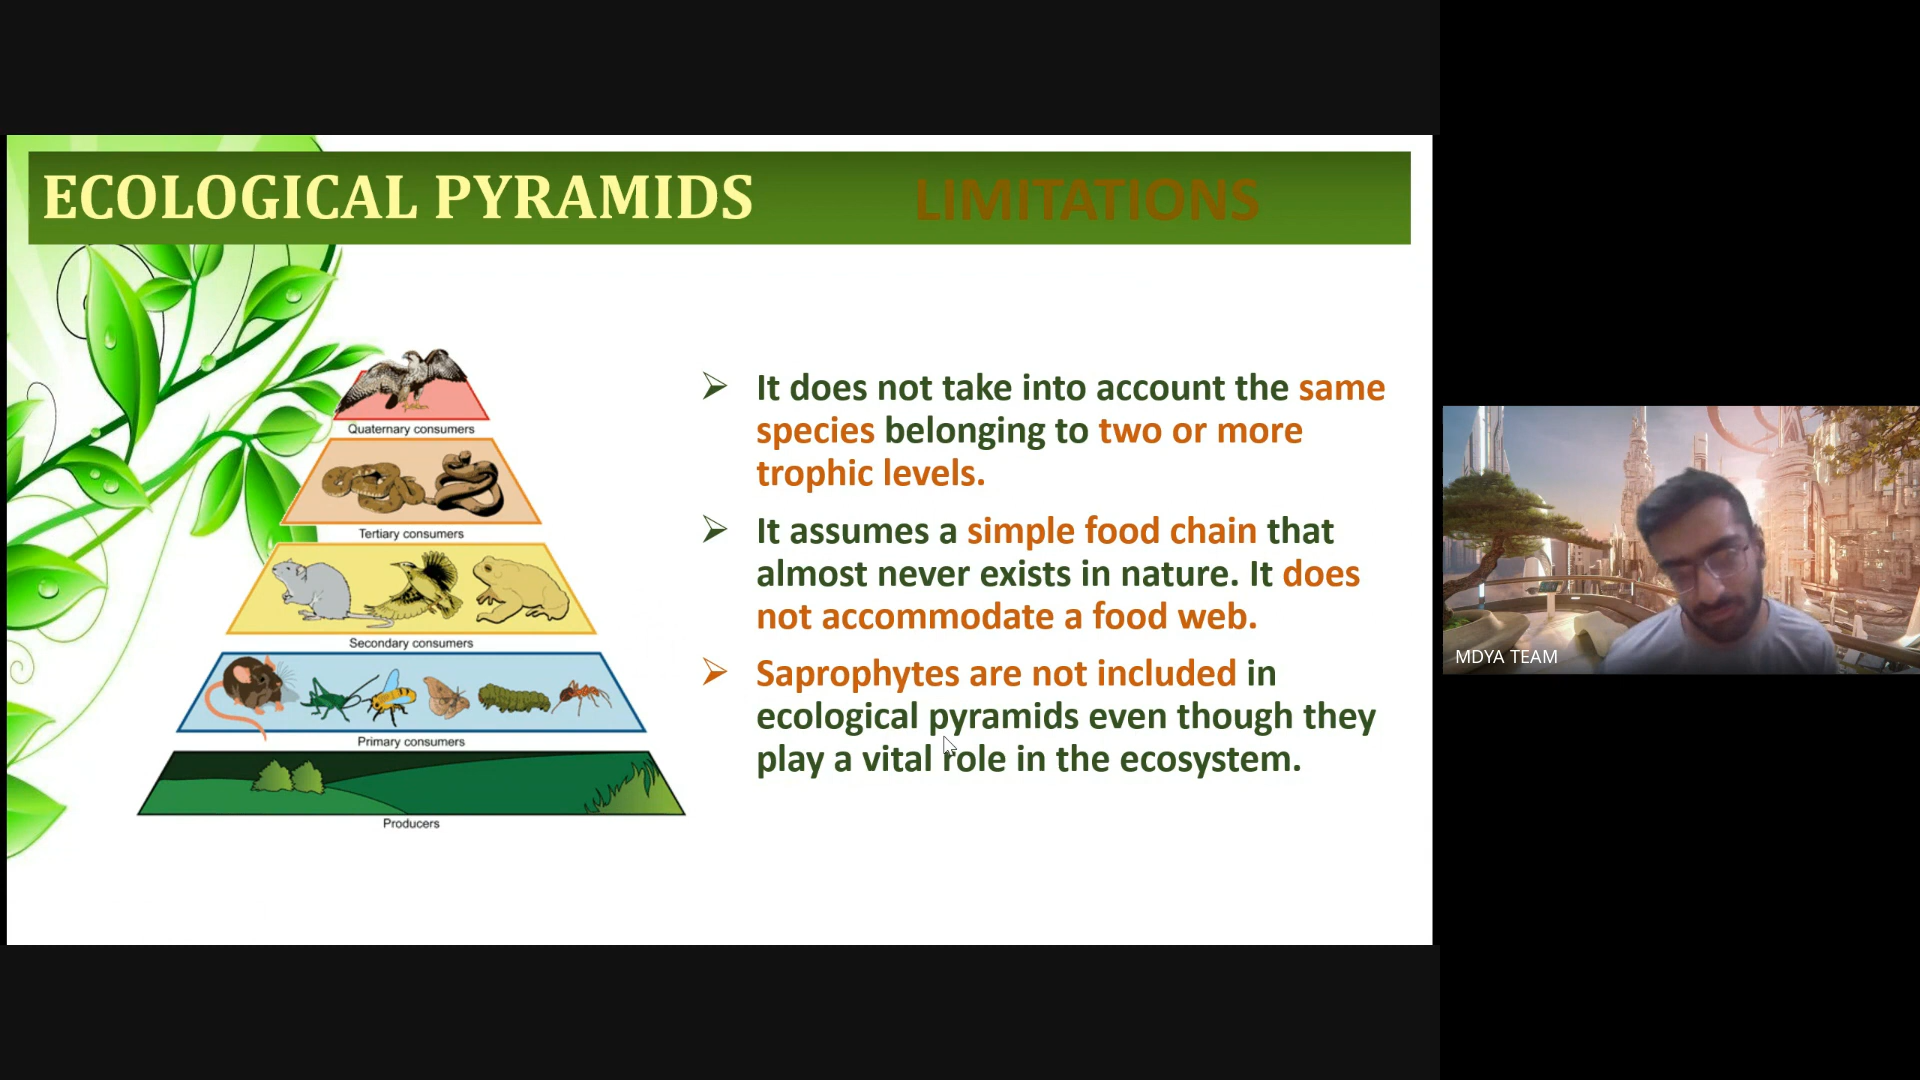 ECOLOGICAL PYRAMIDS LIMITATIONS
Quaternary consumers
Tertiary consumers
Secondary consumers
Primary consumers
Producers
It does not take into account the same
species belonging to two or more
trophic levels.
It assumes a simple food chain that
almost never exists in nature. It does
not accommodate a food web.
Saprophytes are not included in
ecological pyramids even though they
play a vital role in the ecosystem.
MDYA TEAM